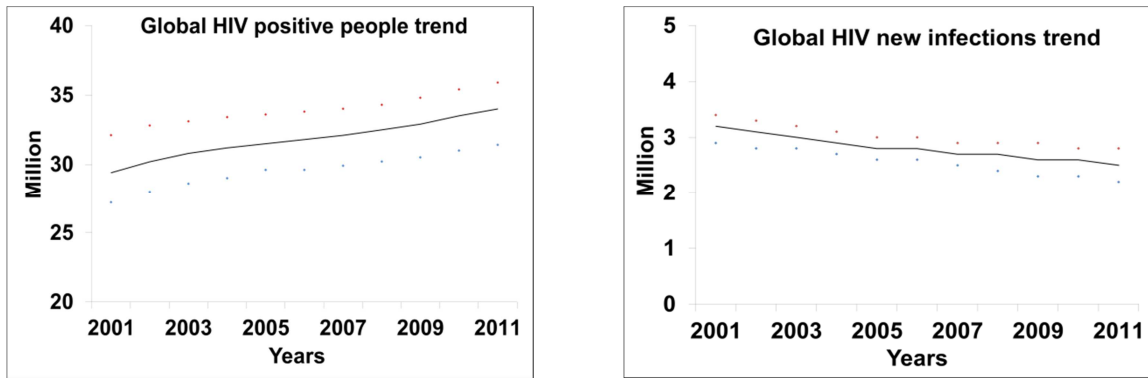 Global HIV positive people trend
40
35
30
25
20
Million
2001 2003 2005 2007 2009 2011
Years
Global HIV new infections trend
5
4
3
2
1
0
Million
2001 2003 2005 2007 2009 2011
Years